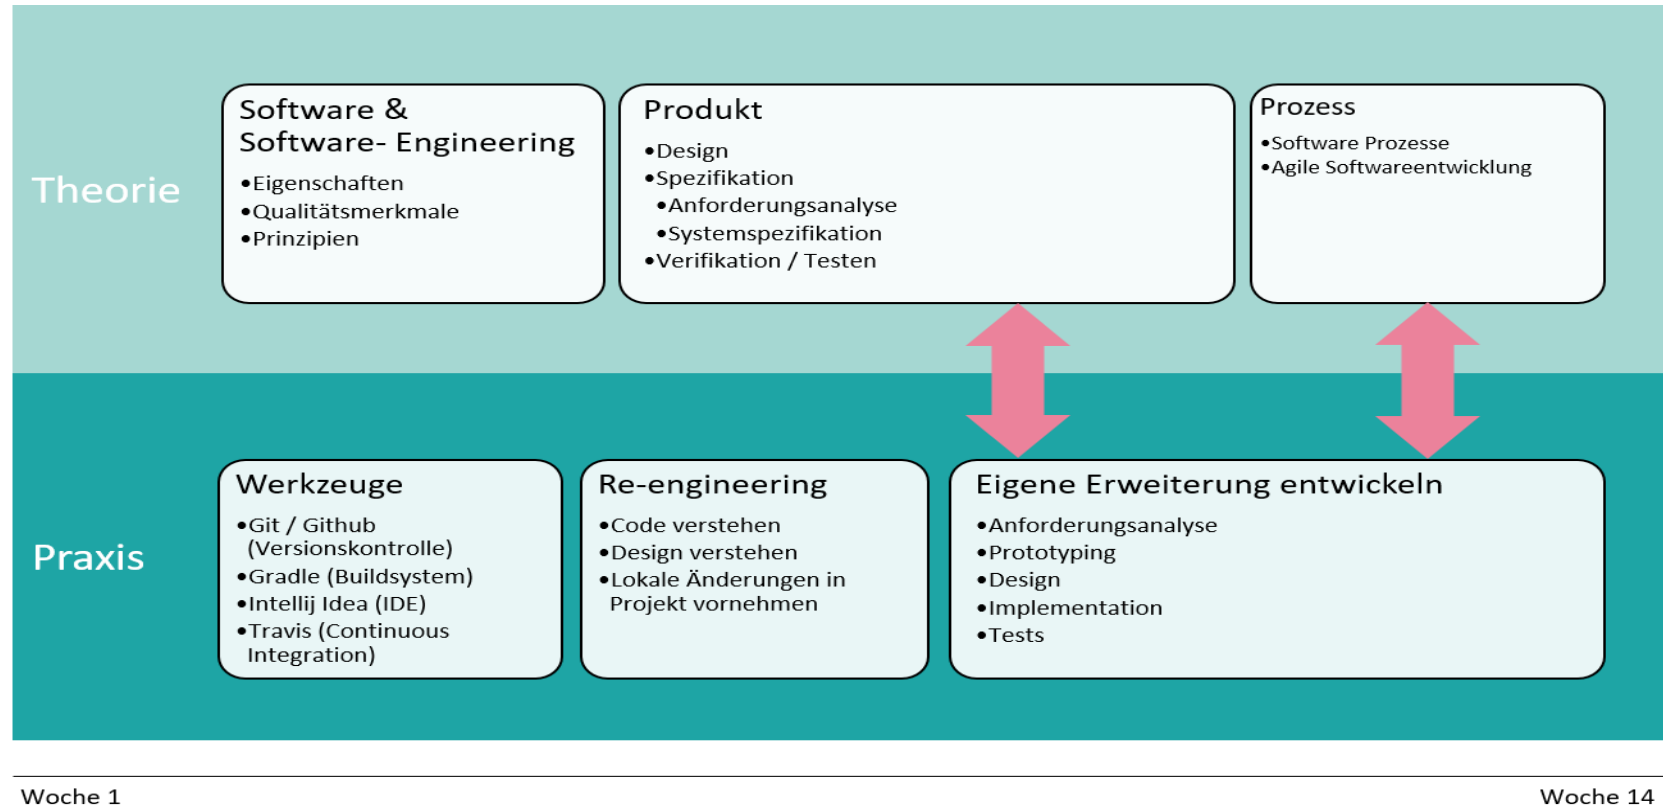 Theorie
Software &
Software- Engineering
•Eigenschaften
•Qualitätsmerkmale
•Prinzipien
Produkt
•Design
•Spezifikation
•Anforderungsanalyse
•Systemspezifikation
•Verifikation / Testen
Prozess
•Software Prozesse
•Agile Softwareentwicklung
Praxis
Werkzeuge
•Git / Github
(Versionskontrolle)
•Gradle (Buildsystem)
•Intellij Idea (IDE)
•Travis (Continuous
Integration)
Re-engineering
•Code verstehen
•Design verstehen
•Lokale Änderungen in
Projekt vornehmen
Eigene Erweiterung entwickeln
•Anforderungsanalyse
•Prototyping
•Design
•Implementation
•Tests
Woche 1
Woche 14